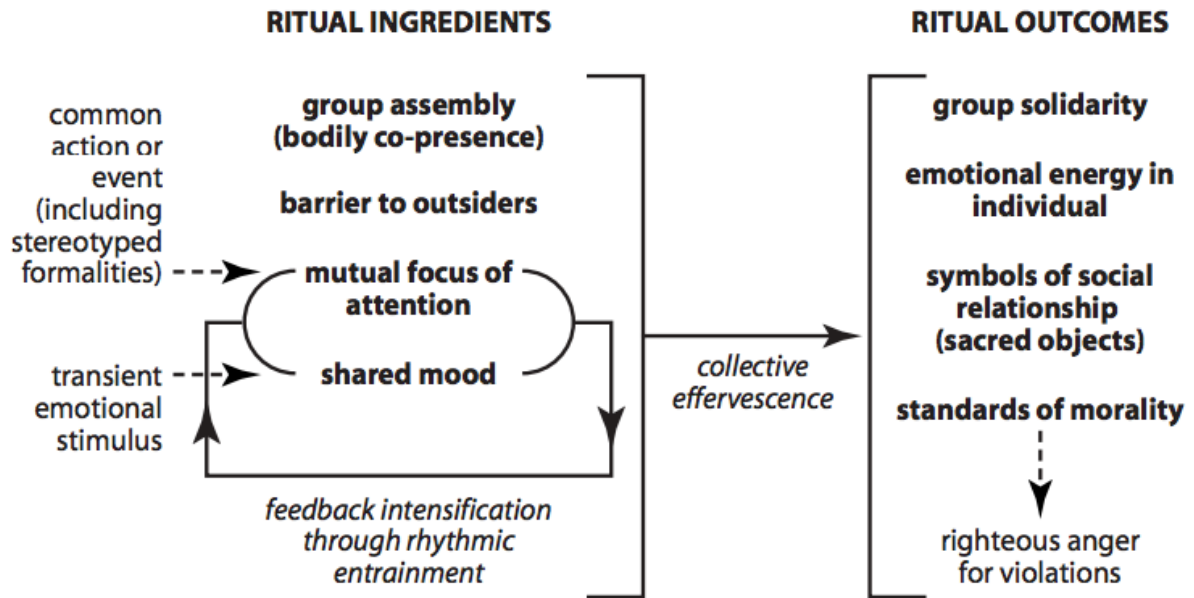 RITUAL INGREDIENTS
group assembly
(bodily co-presence)
barrier to outsiders
mutual focus of
attention
shared mood
common
action or
event
(including
stereotyped
formalities)
transient
emotional
stimulus
feedback intensification
through rhythmic
entrainment
collective
effervescence
RITUAL OUTCOMES
group solidarity
emotional energy in
individual
symbols of social
relationship
(sacred objects)
standards of morality
righteous anger
for violations